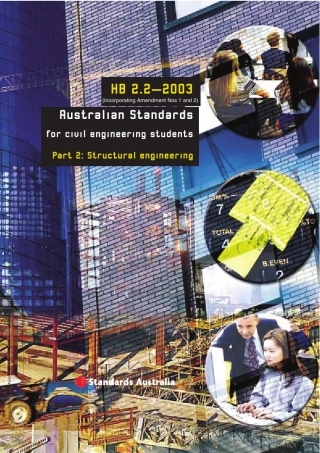 HB 2.2—2003
(Incorporating Amendment Nos 1 and 2)
Australian Standards
for civil engineering students
Part 2: Structural engineering
M%
7
TOTAL
4
B.EVEN
2
Standards Australia